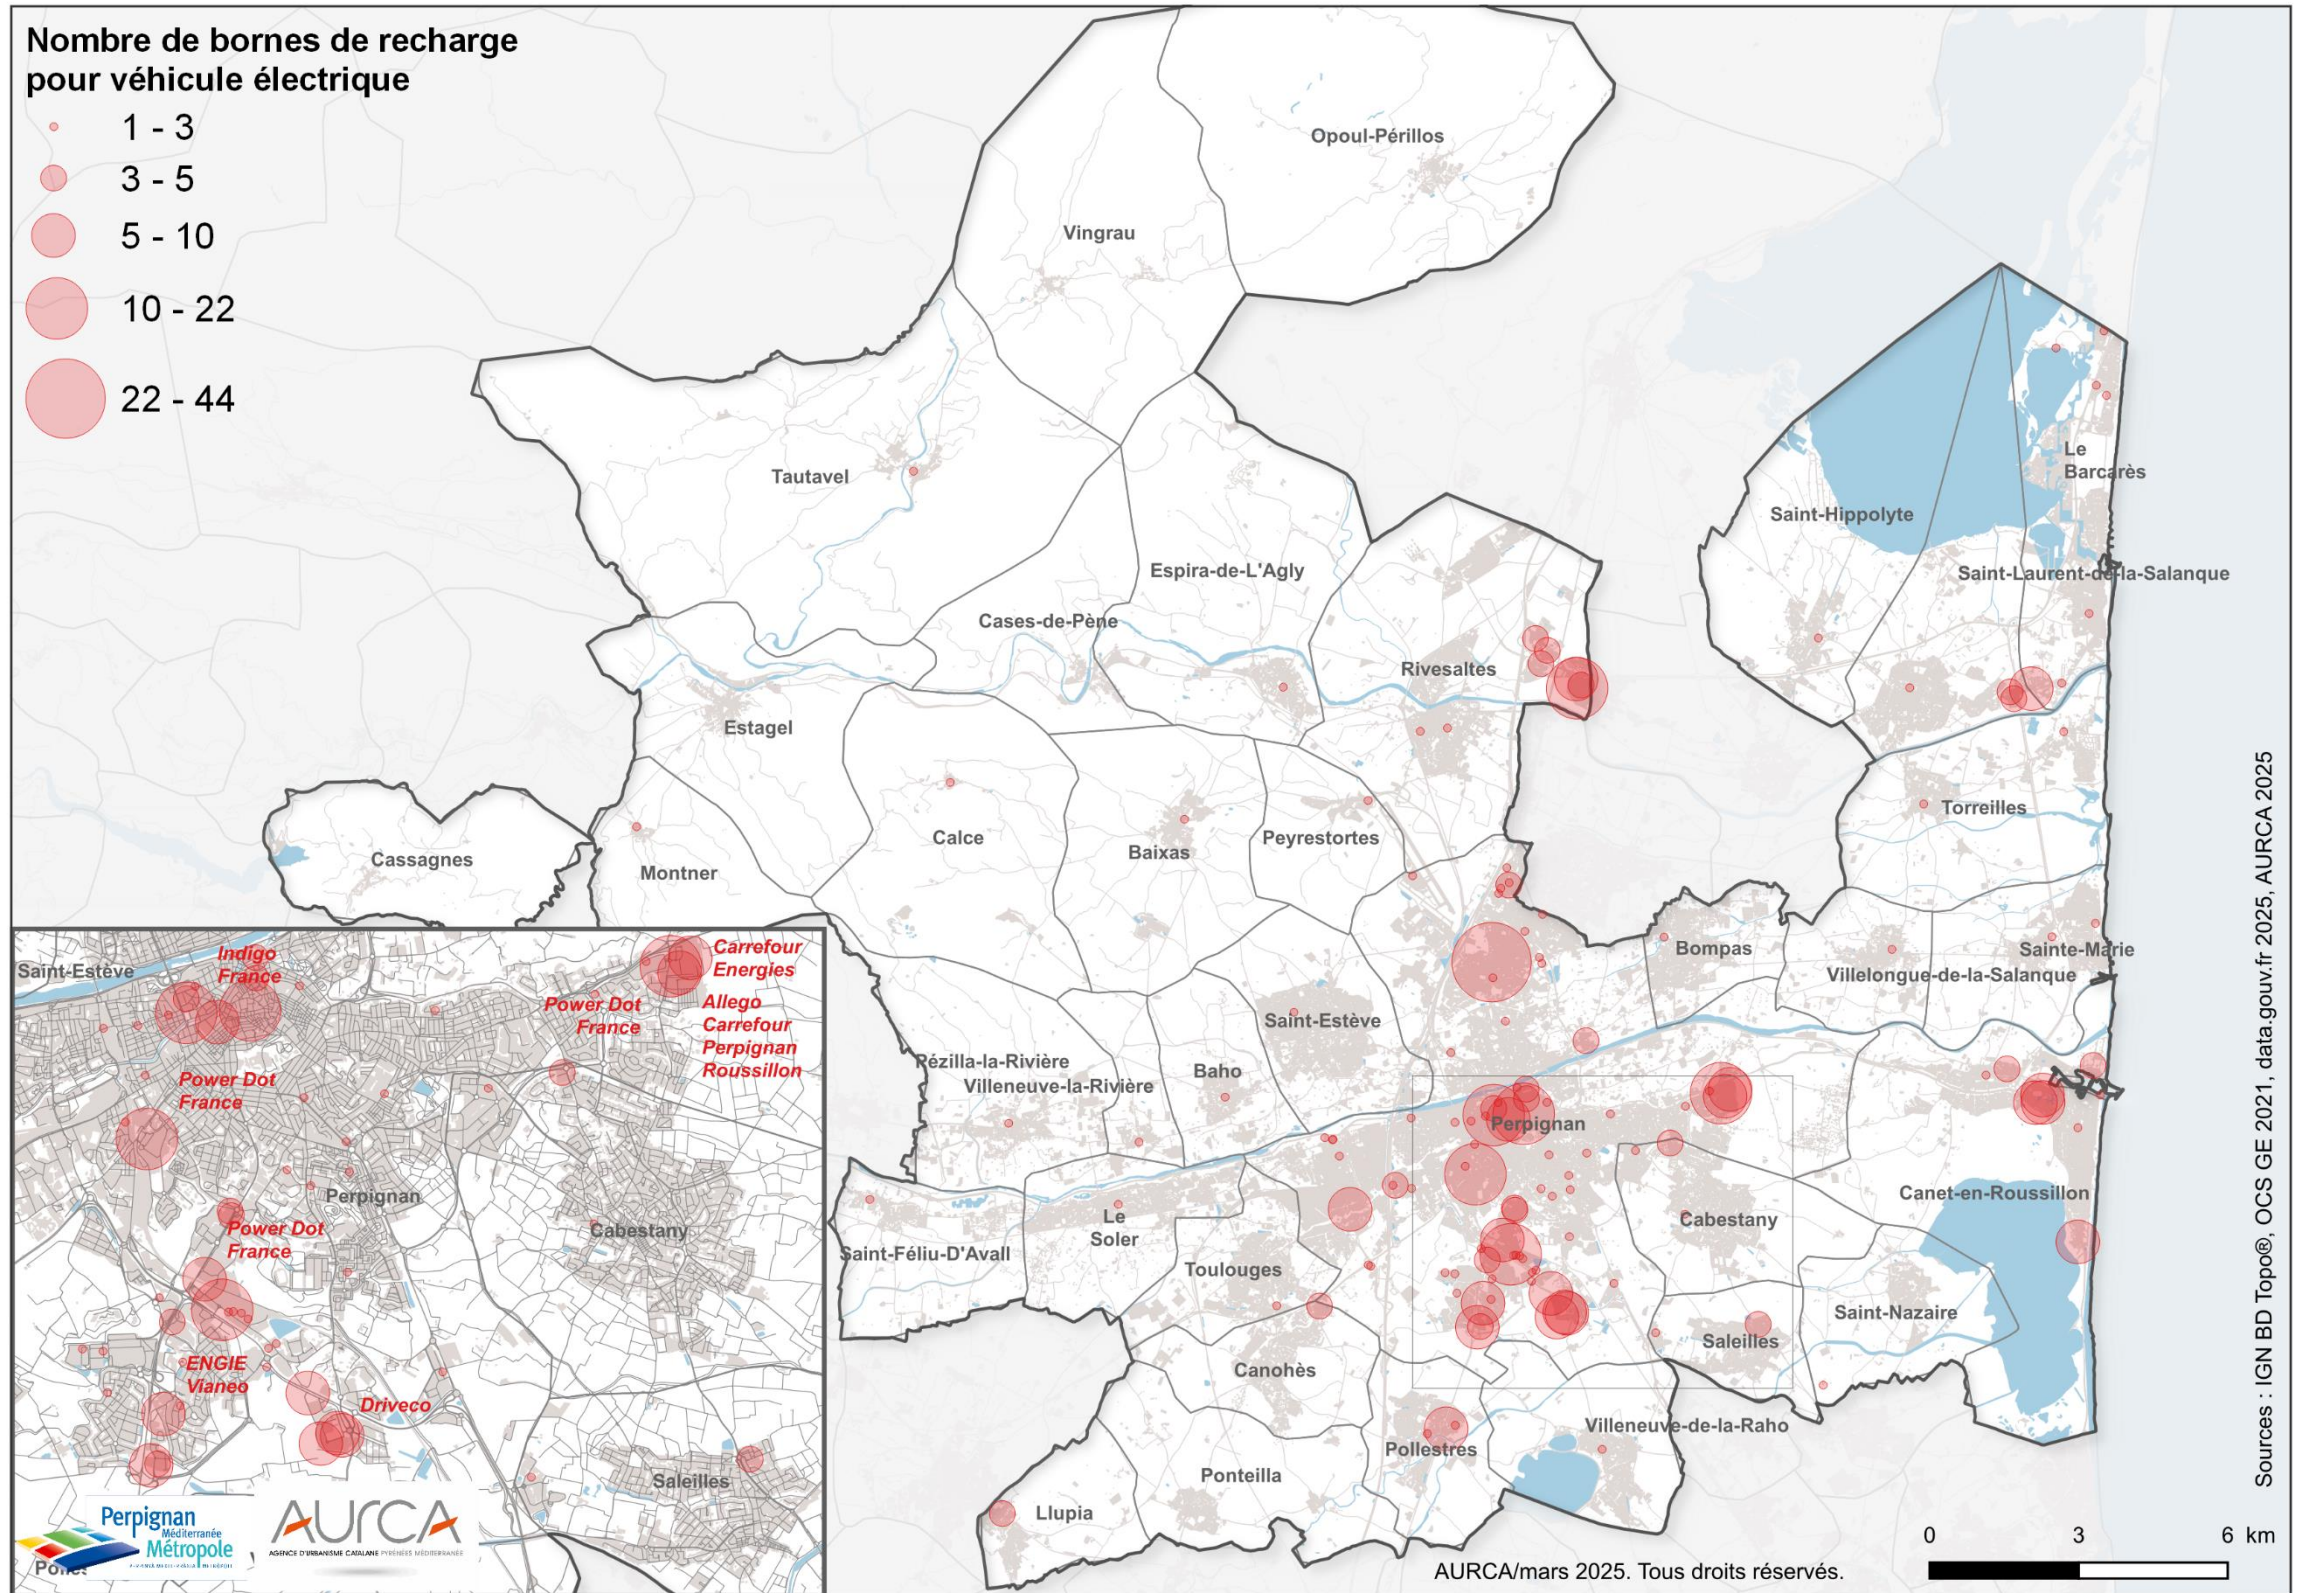 Nombre de bornes de recharge
pour véhicule électrique
1 - 3
3 - 5
5 - 10
10 - 22
22 - 44
Opoul-Périllos
Vingrau
Tautavel
Le
Barcarès
Saint-Hippolyte
Espira-de-L'Agly
Saint-Laurent-de-la-Salanque
Cases-de-Pène
Rivesaltes
Estagel
Torreilles
Calce
Peyrestortes
Baixas
Cassagnes
Montner
Bompas
Sainte-Marie
Villelongue-de-la-Salanque
Saint-Estève
Pézilla-la-Rivière
Villeneuve-la-Rivière
Baho
Perpignan
Canet-en-Roussillon
Le
Soler
Cabestany
Saint-Féliu-D'Avall
Toulouges
Saint-Nazaire
Saleilles
Canohès
Villeneuve-de-la-Raho
Pollestres
Ponteilla
Llupia
Saint-Estève
Indigo
France
Carrefour
Energies
Power Dot
France
Allego
Carrefour
Perpignan
Roussillon
Power Dot
France
Perpignan
Power Dot
France
Cabestany
ENGIE
Vianeo
Driveco
Saleilles
Perpignan
Méditerranée
Métropole
AURCA
AGENCE D'URBANISME CATALANE PYRÉNÉES MÉDITERRANÉE
0 3 6 km
AURCA/mars 2025. Tous droits réservés.
Sources : IGN BD Topo®, OCS GE 2021, data.gouv.fr 2025, AURCA 2025